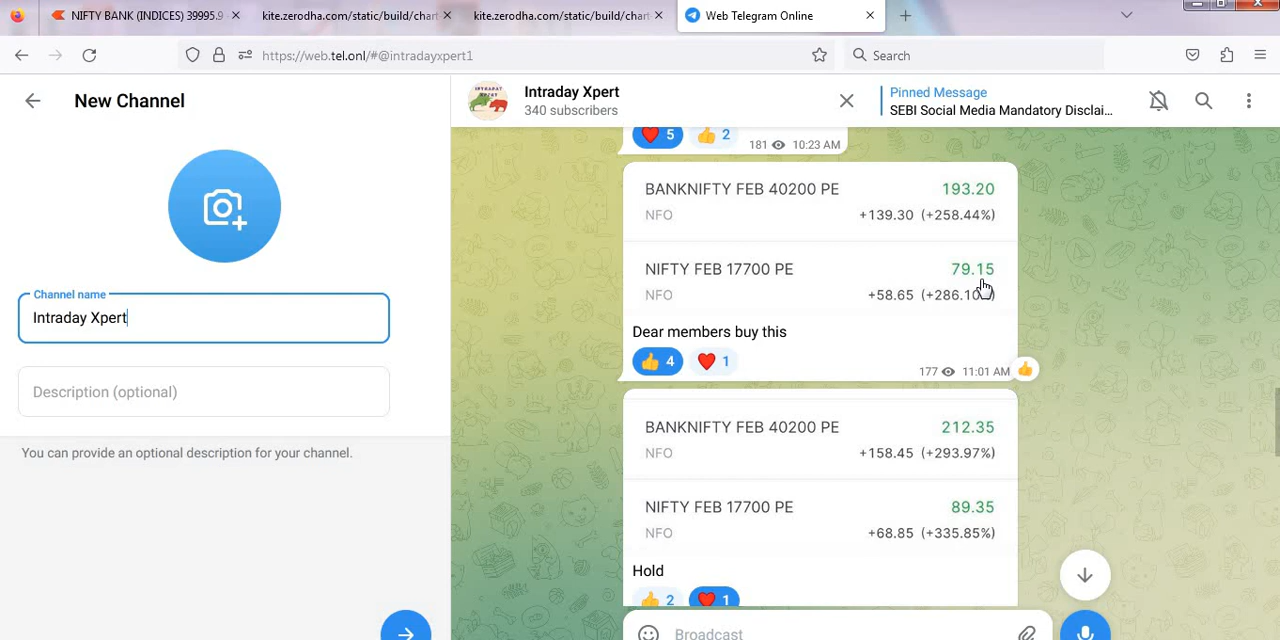 NIFTY BANK (INDICES) 39995.9
kite.zerodha.com/static/build/chart
kite.zerodha.com/static/build/chart
Web Telegram Online
https://web.tel.onl/#@intradayxpert1
Search
New Channel
Channel name
Intraday Xpert
Description (optional)
You can provide an optional description for your channel.
INTRADAY
XPERT
Intraday Xpert
340 subscribers
Pinned Message
SEBI Social Media Mandatory Disclai...
5
2
181
10:23 AM
BANKNIFTY FEB 40200 PE
193.20
NFO
+139.30 (+258.44%)
NIFTY FEB 17700 PE
79.15
NFO
+58.65 (+286.10%)
Dear members buy this
4
1
177
11:01 AM
BANKNIFTY FEB 40200 PE
212.35
NFO
+158.45 (+293.97%)
NIFTY FEB 17700 PE
89.35
NFO
+68.85 (+335.85%)
Hold
2
1
Broadcast